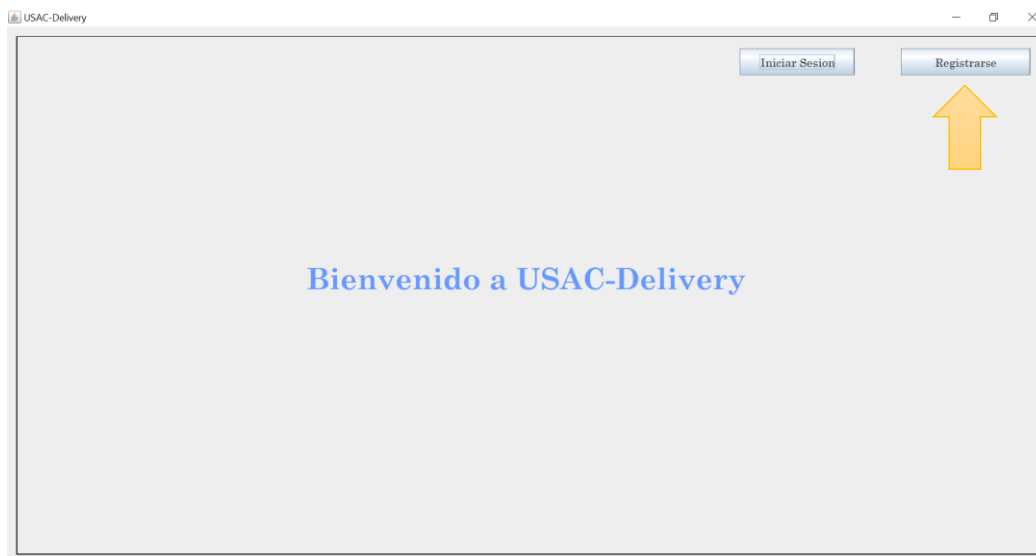 USAC-Delivery
Iniciar Sesion
Registrarse
Bienvenido a USAC-Delivery